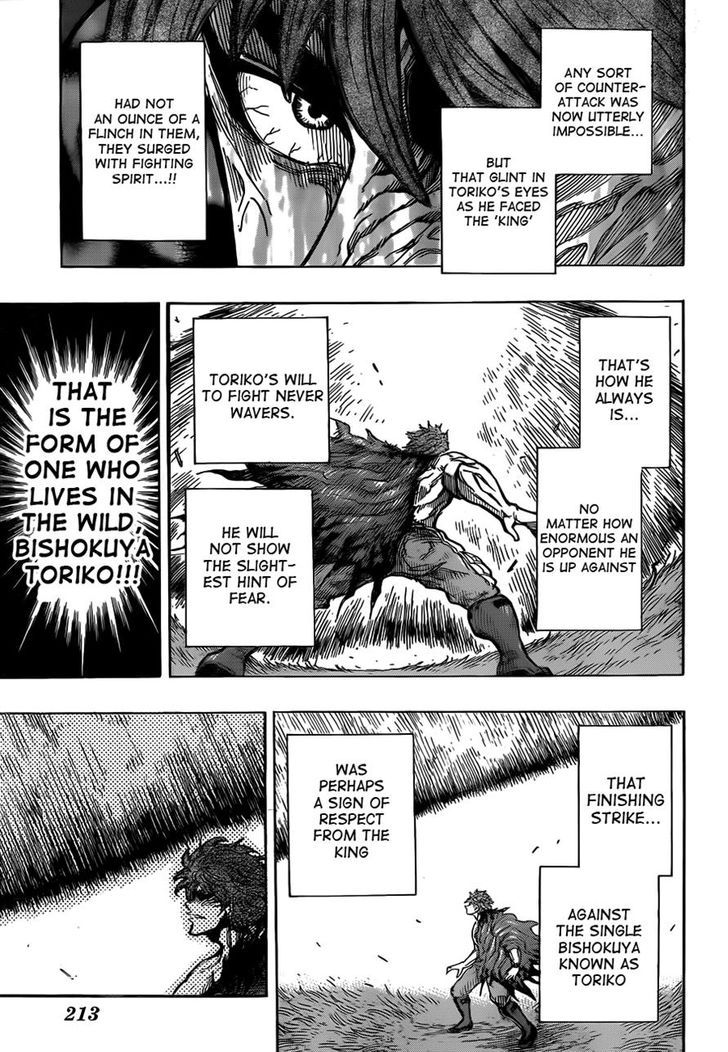 ANY SORT
OF COUNTER-
ATTACK WAS
NOW UTTERLY
IMPOSSIBLE...
BUT
THAT GLINT IN
TORIKO'S EYES
AS HE FACED
THE 'KING'
HAD NOT
AN OUNCE OF A
FLINCH IN THEM,
THEY SURGED
WITH FIGHTING
SPIRIT...!!
THAT'S
HOW HE
ALWAYS
IS...
NO
MATTER HOW
ENORMOUS AN
OPPONENT HE
IS UP AGAINST
TORIKO'S WILL
TO FIGHT NEVER
WAVERS.
HE WILL
NOT SHOW
THE SLIGHT-
EST HINT OF
FEAR.
THAT
IS THE
FORM OF
ONE WHO
LIVES IN
THE WILD,
BISHOKUYA
TORIKO!!!
THAT
FINISHING
STRIKE...
AGAINST
THE SINGLE
BISHOKUYA
KNOWN AS
TORIKO
WAS
PERHAPS
A SIGN OF
RESPECT
FROM THE
KING
213